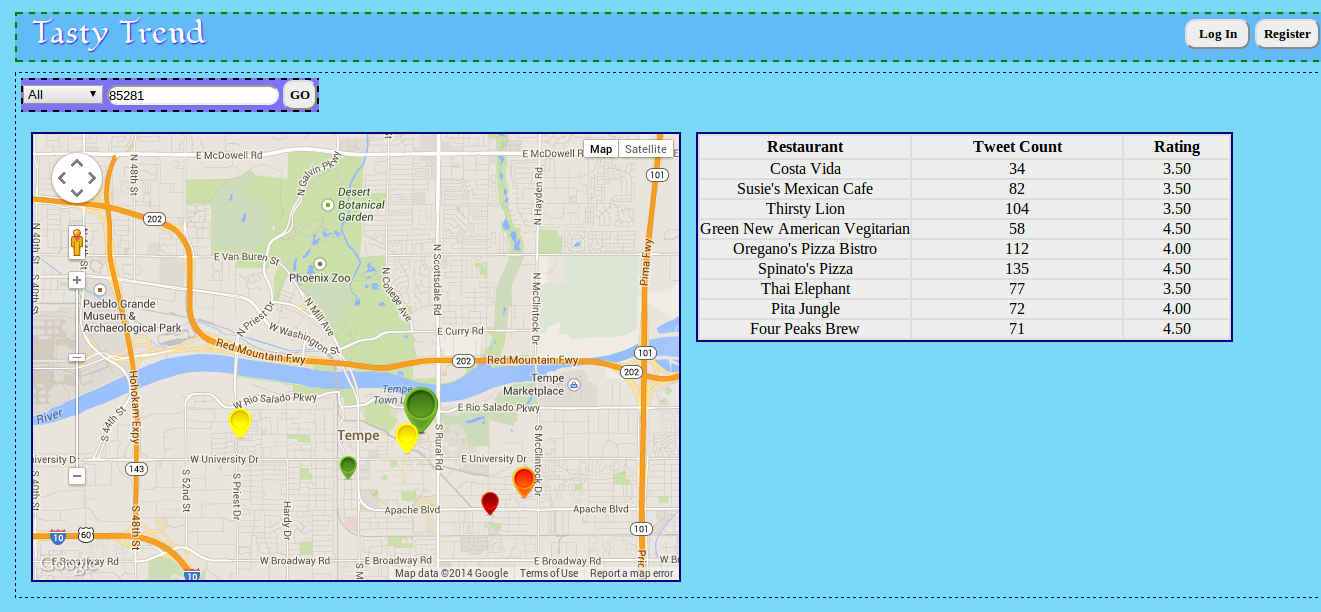 Tasty Trend
Log In Register
All 85281 GO
Map Satellite
E McDowell Rd
E McDowell Rd
N 48th St
N Galvin Pkwy
Desert
Botanical
Garden
N Hayden Rd
101
202
E Van Buren St
Phoenix Zoo
N Scottsdale Rd
N College Ave
N McClintock Dr
Pima Fwy
Pueblo Grande
Museum &
Archaeological Park
N Priest Dr
N Mill Ave
W Washington St
E Curry Rd
Red Mountain Fwy
202
Red Mountain Fwy
101
202
Hohokam Expy
Tempe
Marketplace
Tempe
Town
W Rio Salado Pkwy
E Rio Salado Pkwy
River
S 44th St
Tempe
S Rural Rd
S McClintock Dr
W University Dr
E University Dr
143
S 52nd St
S Priest Dr
Hardy Dr
Apache Blvd
Apache Blvd
S 48th St
101
10
60
E Broadway Rd
W Broadway Rd
E Broadway Rd
E Broadway Rd
Google
10
Map data ©2014 Google Terms of Use Report a map error
Restaurant Tweet Count Rating
Costa Vida 34 3.50
Susie's Mexican Cafe 82 3.50
Thirsty Lion 104 3.50
Green New American Vegitarian 58 4.50
Oregano's Pizza Bistro 112 4.00
Spinato's Pizza 135 4.50
Thai Elephant 77 3.50
Pita Jungle 72 4.00
Four Peaks Brew 71 4.50